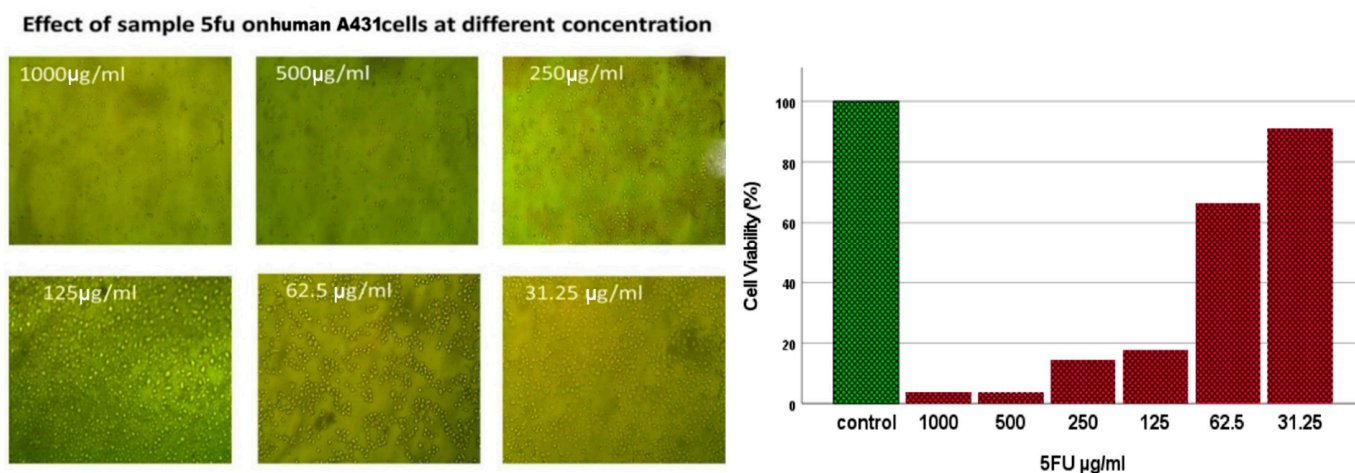 Effect of sample 5fu onhuman A431cells at different concentration
1000µg/ml
500µg/ml
250µg/ml
125µg/ml
62.5 µg/ml
31.25 µg/ml
Cell Viability (%)
100
80
60
40
20
0
control 1000 500 250 125 62.5 31.25
5FU µg/ml